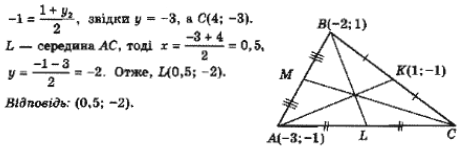 -1 = (1 + y₂)/2, звідки y = -3, а C(4; -3).
L — середина AC, тоді x = (-3 + 4)/2 = 0,5,
y = (-1 - 3)/2 = -2. Отже, L(0,5; -2).
Відповідь: (0,5; -2).
B(-2; 1)
M
K(1; -1)
A(-3; -1)
L
C